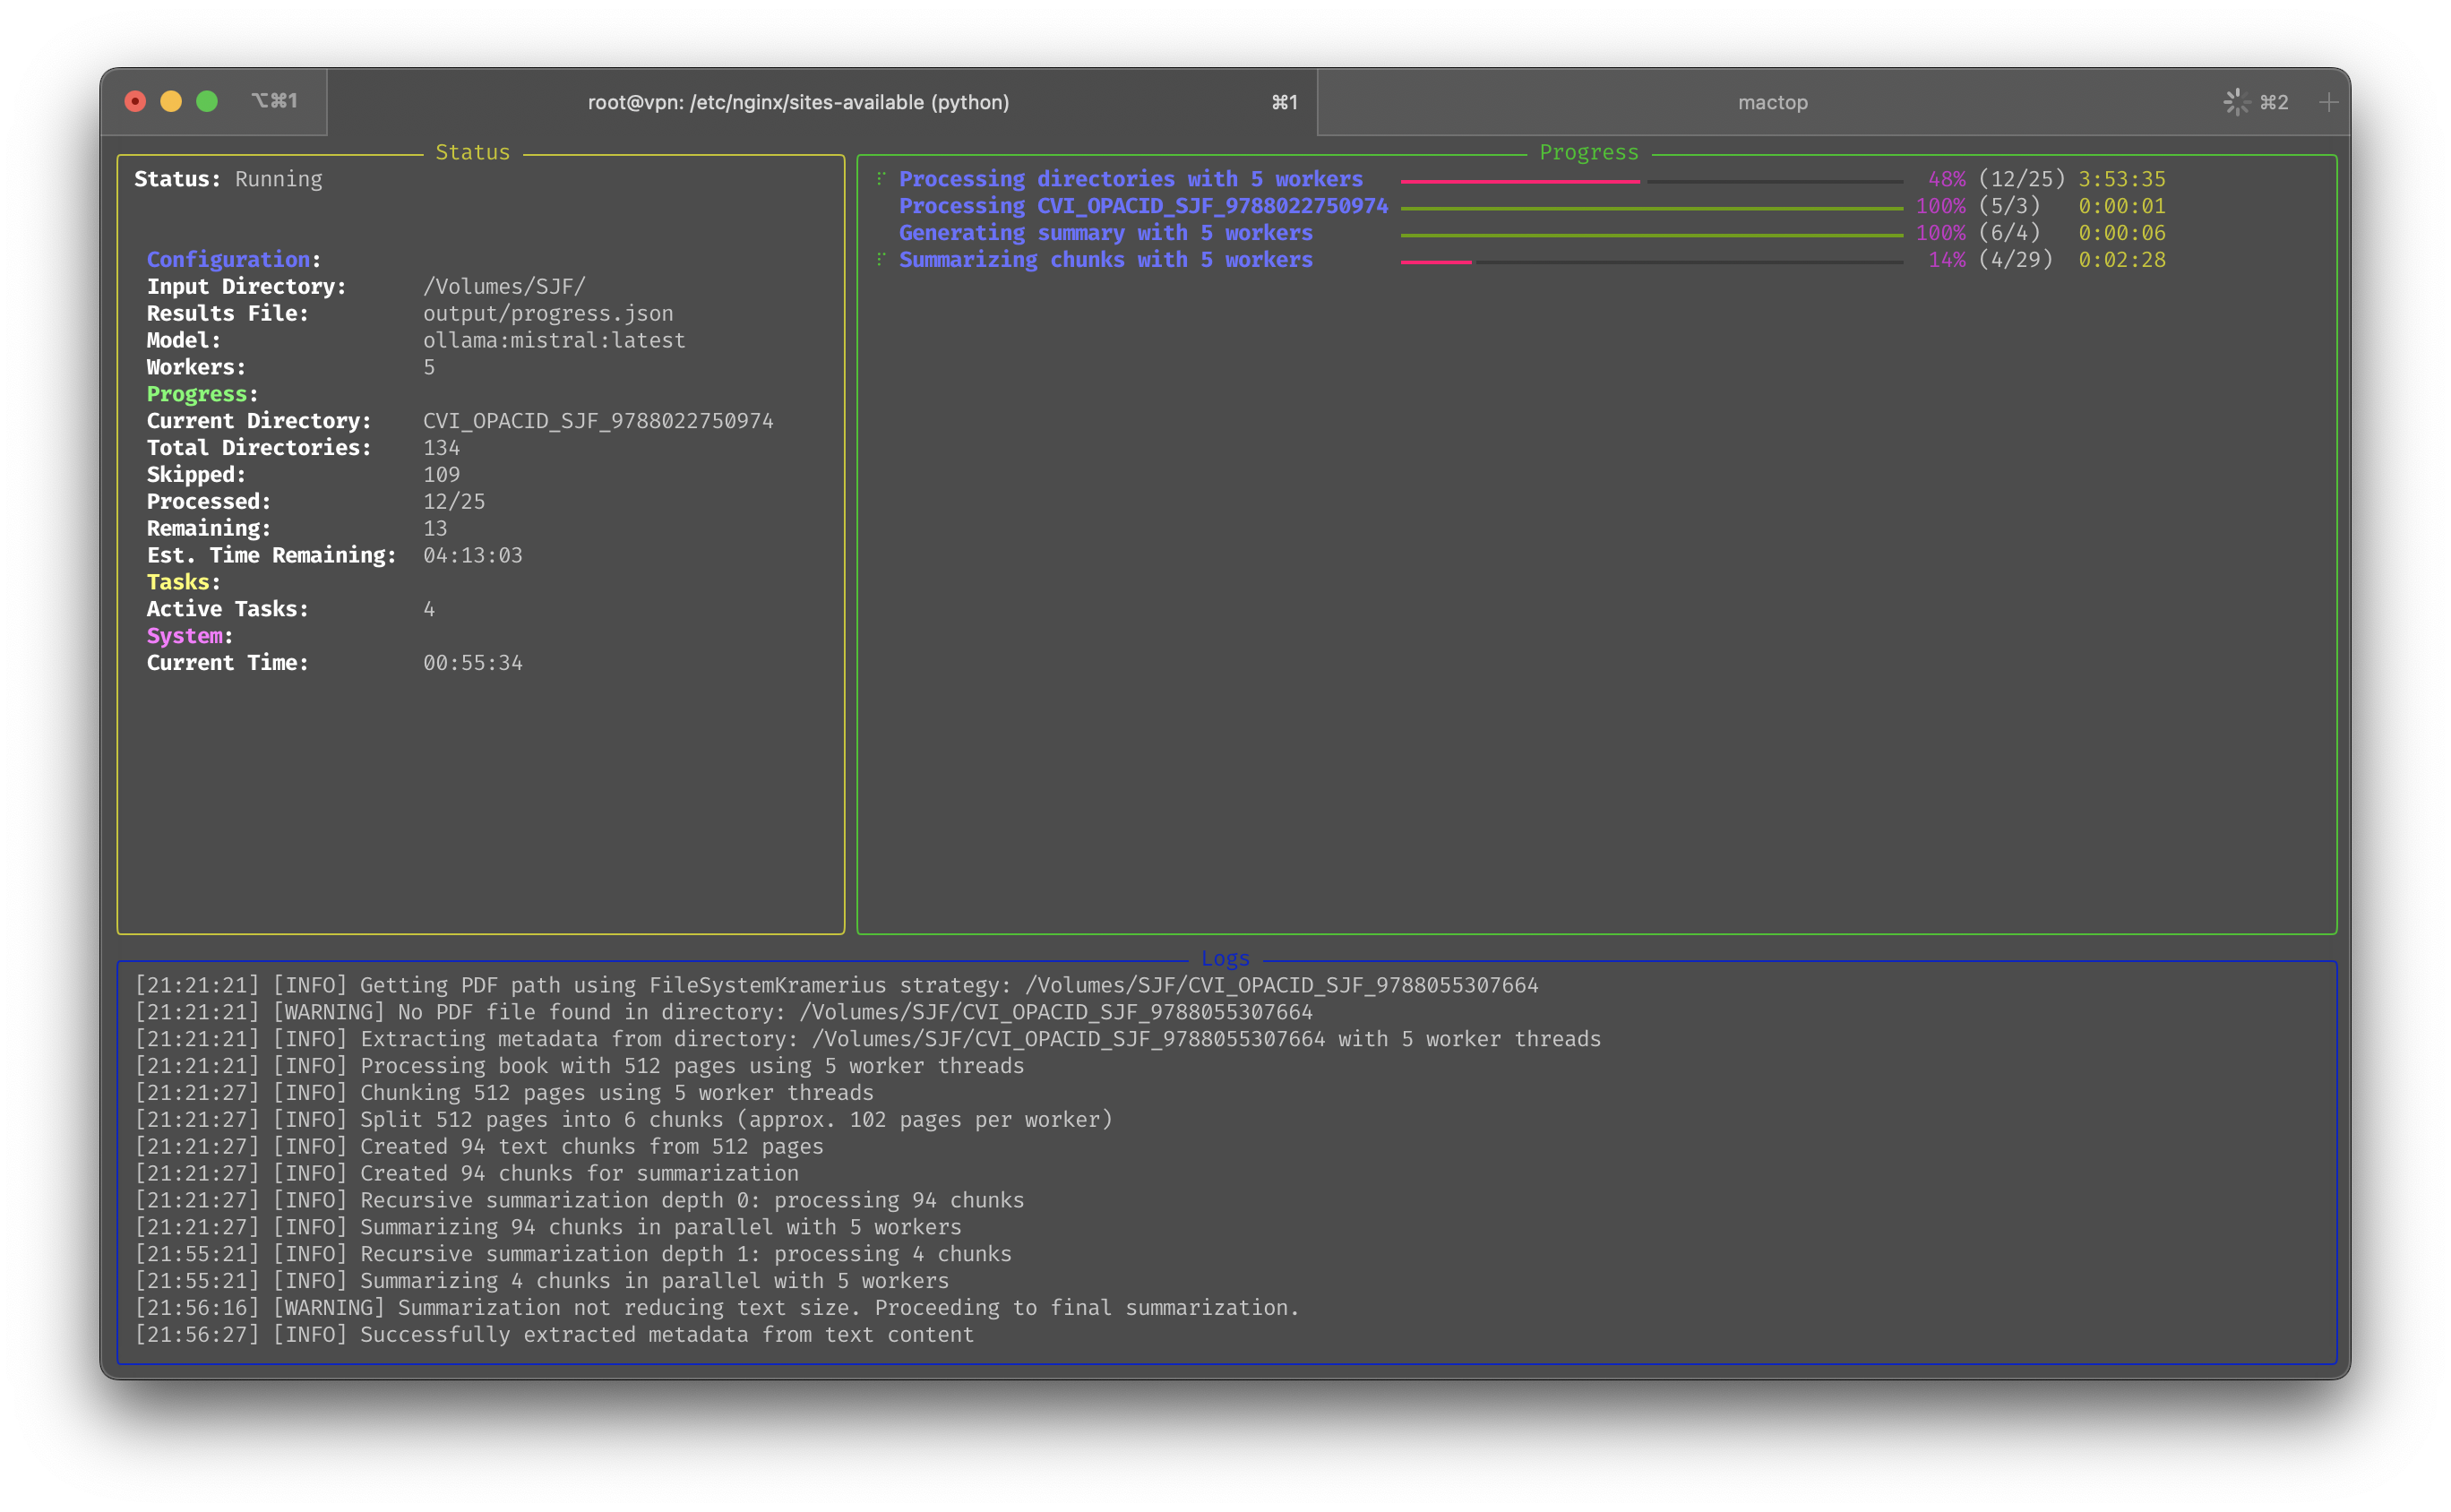 ⌥⌘1
root@vpn: /etc/nginx/sites-available (python) ⌘1
mactop ⌘2
Status
Status: Running
Configuration:
Input Directory: /Volumes/SJF/
Results File: output/progress.json
Model: ollama:mistral:latest
Workers: 5
Progress:
Current Directory: CVI_OPACID_SJF_9788022750974
Total Directories: 134
Skipped: 109
Processed: 12/25
Remaining: 13
Est. Time Remaining: 04:13:03
Tasks:
Active Tasks: 4
System:
Current Time: 00:55:34
Progress
Processing directories with 5 workers 48% (12/25) 3:53:35
Processing CVI_OPACID_SJF_9788022750974 100% (5/3) 0:00:01
Generating summary with 5 workers 100% (6/4) 0:00:06
Summarizing chunks with 5 workers 14% (4/29) 0:02:28
Logs
[21:21:21] [INFO] Getting PDF path using FileSystemKramerius strategy: /Volumes/SJF/CVI_OPACID_SJF_9788055307664
[21:21:21] [WARNING] No PDF file found in directory: /Volumes/SJF/CVI_OPACID_SJF_9788055307664
[21:21:21] [INFO] Extracting metadata from directory: /Volumes/SJF/CVI_OPACID_SJF_9788055307664 with 5 worker threads
[21:21:21] [INFO] Processing book with 512 pages using 5 worker threads
[21:21:27] [INFO] Chunking 512 pages using 5 worker threads
[21:21:27] [INFO] Split 512 pages into 6 chunks (approx. 102 pages per worker)
[21:21:27] [INFO] Created 94 text chunks from 512 pages
[21:21:27] [INFO] Created 94 chunks for summarization
[21:21:27] [INFO] Recursive summarization depth 0: processing 94 chunks
[21:21:27] [INFO] Summarizing 94 chunks in parallel with 5 workers
[21:55:21] [INFO] Recursive summarization depth 1: processing 4 chunks
[21:55:21] [INFO] Summarizing 4 chunks in parallel with 5 workers
[21:56:16] [WARNING] Summarization not reducing text size. Proceeding to final summarization.
[21:56:27] [INFO] Successfully extracted metadata from text content